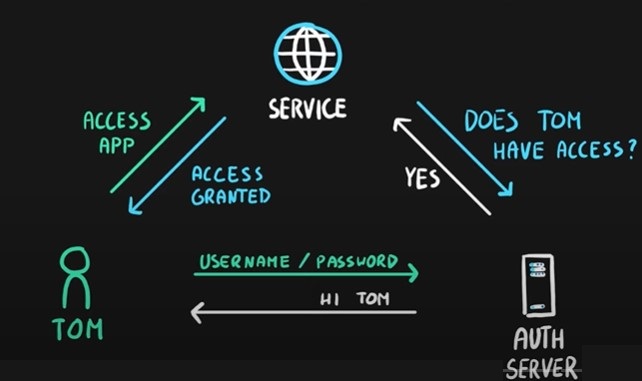 SERVICE
ACCESS
APP
DOES TOM
HAVE ACCESS?
ACCESS
GRANTED
YES
USERNAME / PASSWORD
HI TOM
TOM
AUTH
SERVER